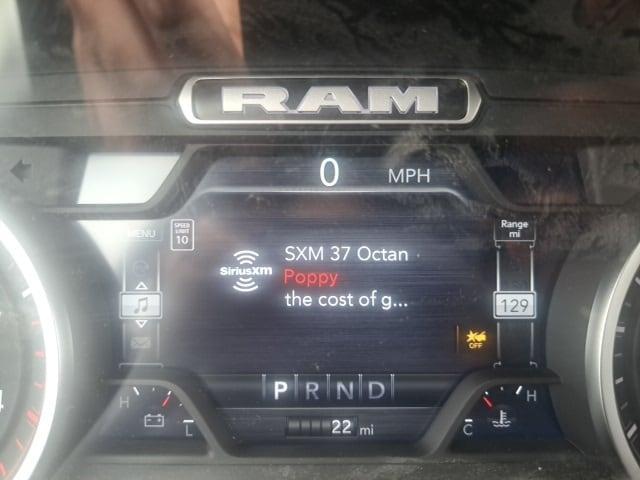 RAM
0 MPH
MENU
SPEED LIMIT 10
Range mi
SiriusXM
SXM 37 Octan
Poppy
the cost of g...
129
OFF
P R N D
H
L
22 mi
C
H